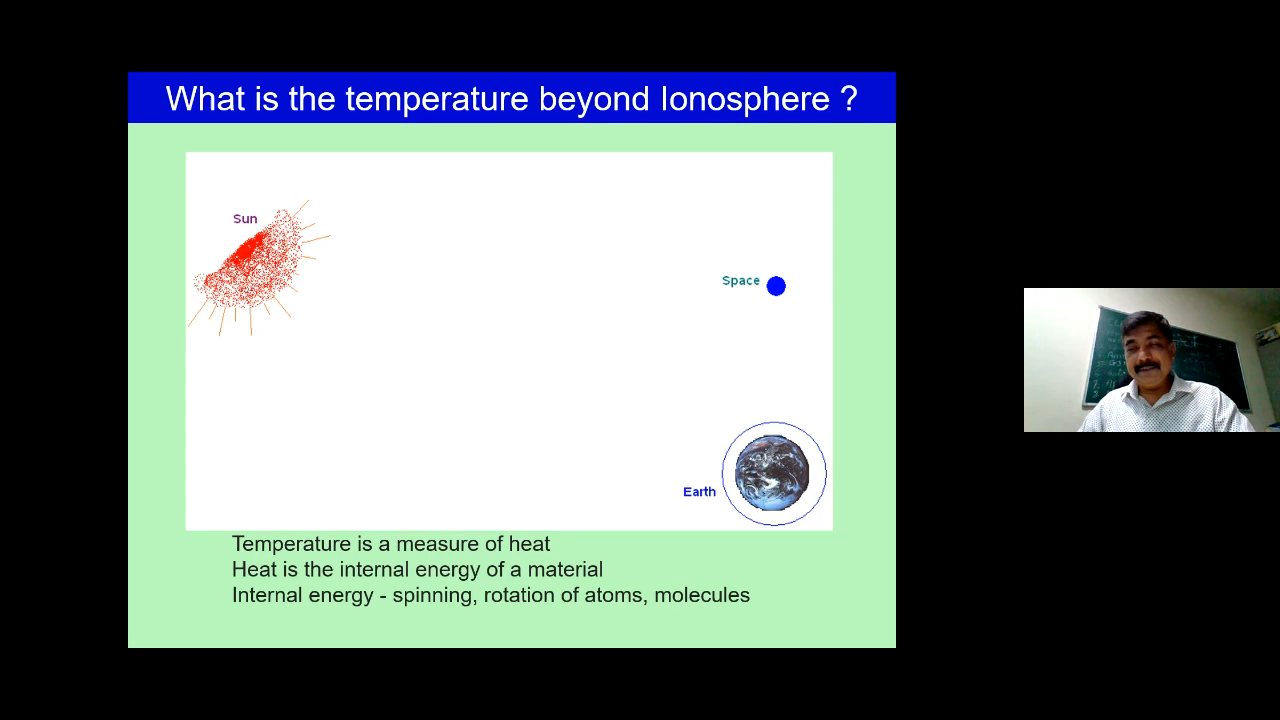 What is the temperature beyond Ionosphere ?
Sun
Space
Earth
Temperature is a measure of heat
Heat is the internal energy of a material
Internal energy - spinning, rotation of atoms, molecules